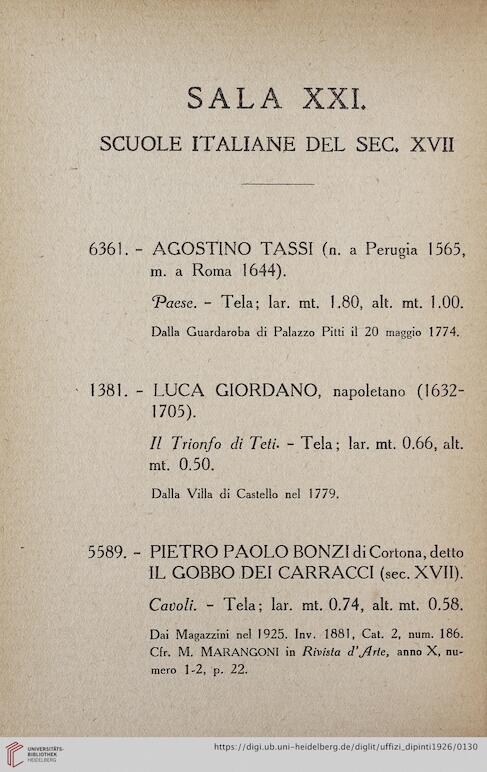 SALA XXI.
SCUOLE ITALIANE DEL SEC. XVII
6361. – AGOSTINO TASSI (n. a Perugia 1565,
m. a Roma 1644).
Paese. – Tela; lar. mt. 1.80, alt. mt. 1.00.
Dalla Guardaroba di Palazzo Pitti il 20 maggio 1774.
1381. – LUCA GIORDANO, napoletano (1632-
1705).
Il Trionfo di Teti. – Tela; lar. mt. 0.66, alt.
mt. 0.50.
Dalla Villa di Castello nel 1779.
5589. – PIETRO PAOLO BONZI di Cortona, detto
IL GOBBO DEI CARRACCI (sec. XVII).
Cavoli. – Tela; lar. mt. 0.74, alt. mt. 0.58.
Dai Magazzini nel 1925. Inv. 1881, Cat. 2, num. 186.
Cfr. M. MARANGONI in Rivista d'Arte, anno X, nu-
mero 1-2, p. 22.
UNIVERSITÄTS-
BIBLIOTHEK
HEIDELBERG
https://digi.ub.uni-heidelberg.de/diglit/uffizi_dipinti1926/0130